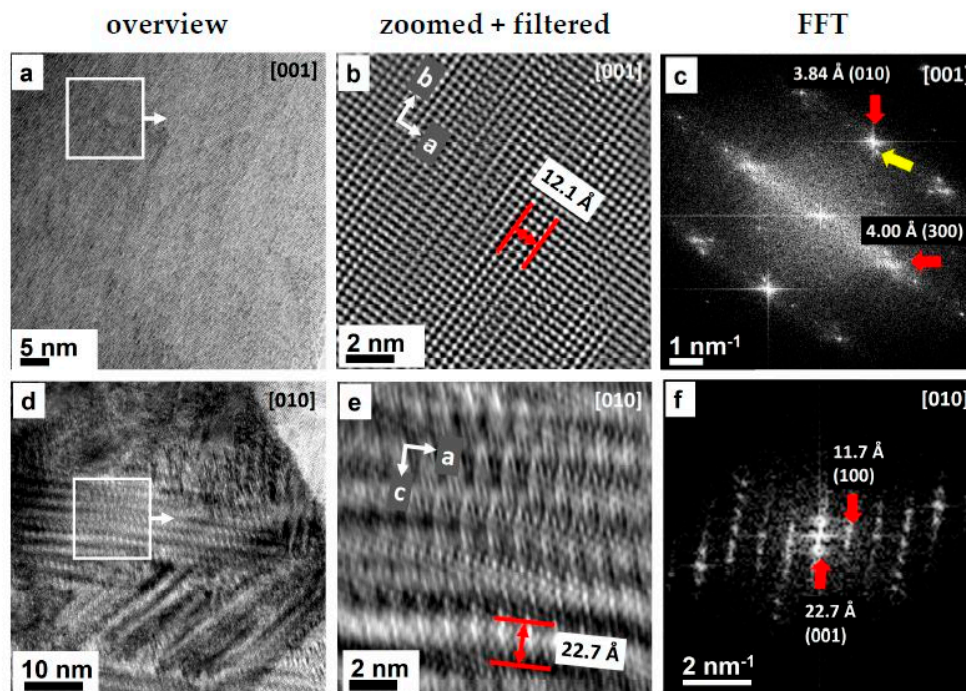 overview
zoomed + filtered
FFT
a
[001]
5 nm
b
[001]
b
a
12.1 Å
2 nm
c
[001]
3.84 Å (010)
4.00 Å (300)
1 nm⁻¹
d
[010]
10 nm
e
[010]
a
c
22.7 Å
2 nm
f
[010]
11.7 Å
(100)
22.7 Å
(001)
2 nm⁻¹